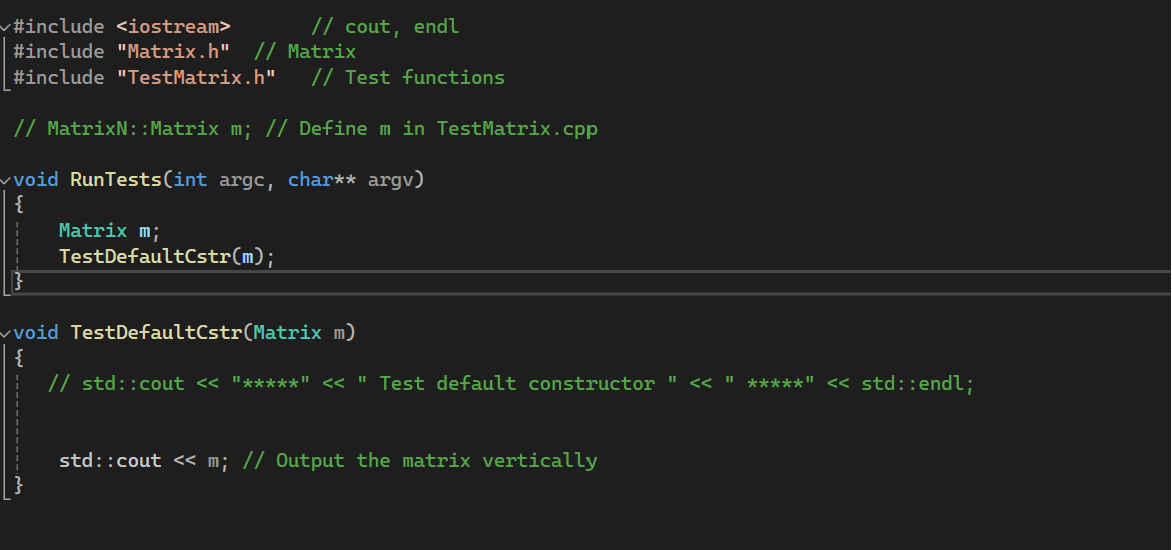 #include <iostream>       // cout, endl
#include "Matrix.h"  // Matrix
#include "TestMatrix.h"   // Test functions
// MatrixN::Matrix m; // Define m in TestMatrix.cpp
void RunTests(int argc, char** argv)
{
    Matrix m;
    TestDefaultCstr(m);
}
void TestDefaultCstr(Matrix m)
{
   // std::cout << "*****" << " Test default constructor " << " *****" << std::endl;
    std::cout << m; // Output the matrix vertically
}